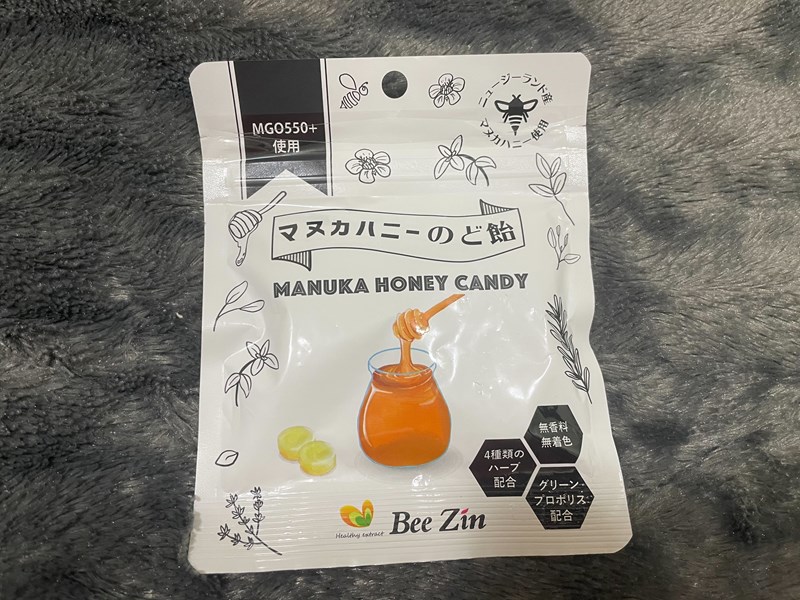 MGO550+
使用
ニュージーランド産
マヌカハニー使用
マヌカハニーのど飴
MANUKA HONEY CANDY
無香料
無着色
4種類の
ハーブ
配合
グリーン
プロポリス
配合
Healthy extract
Bee Zin